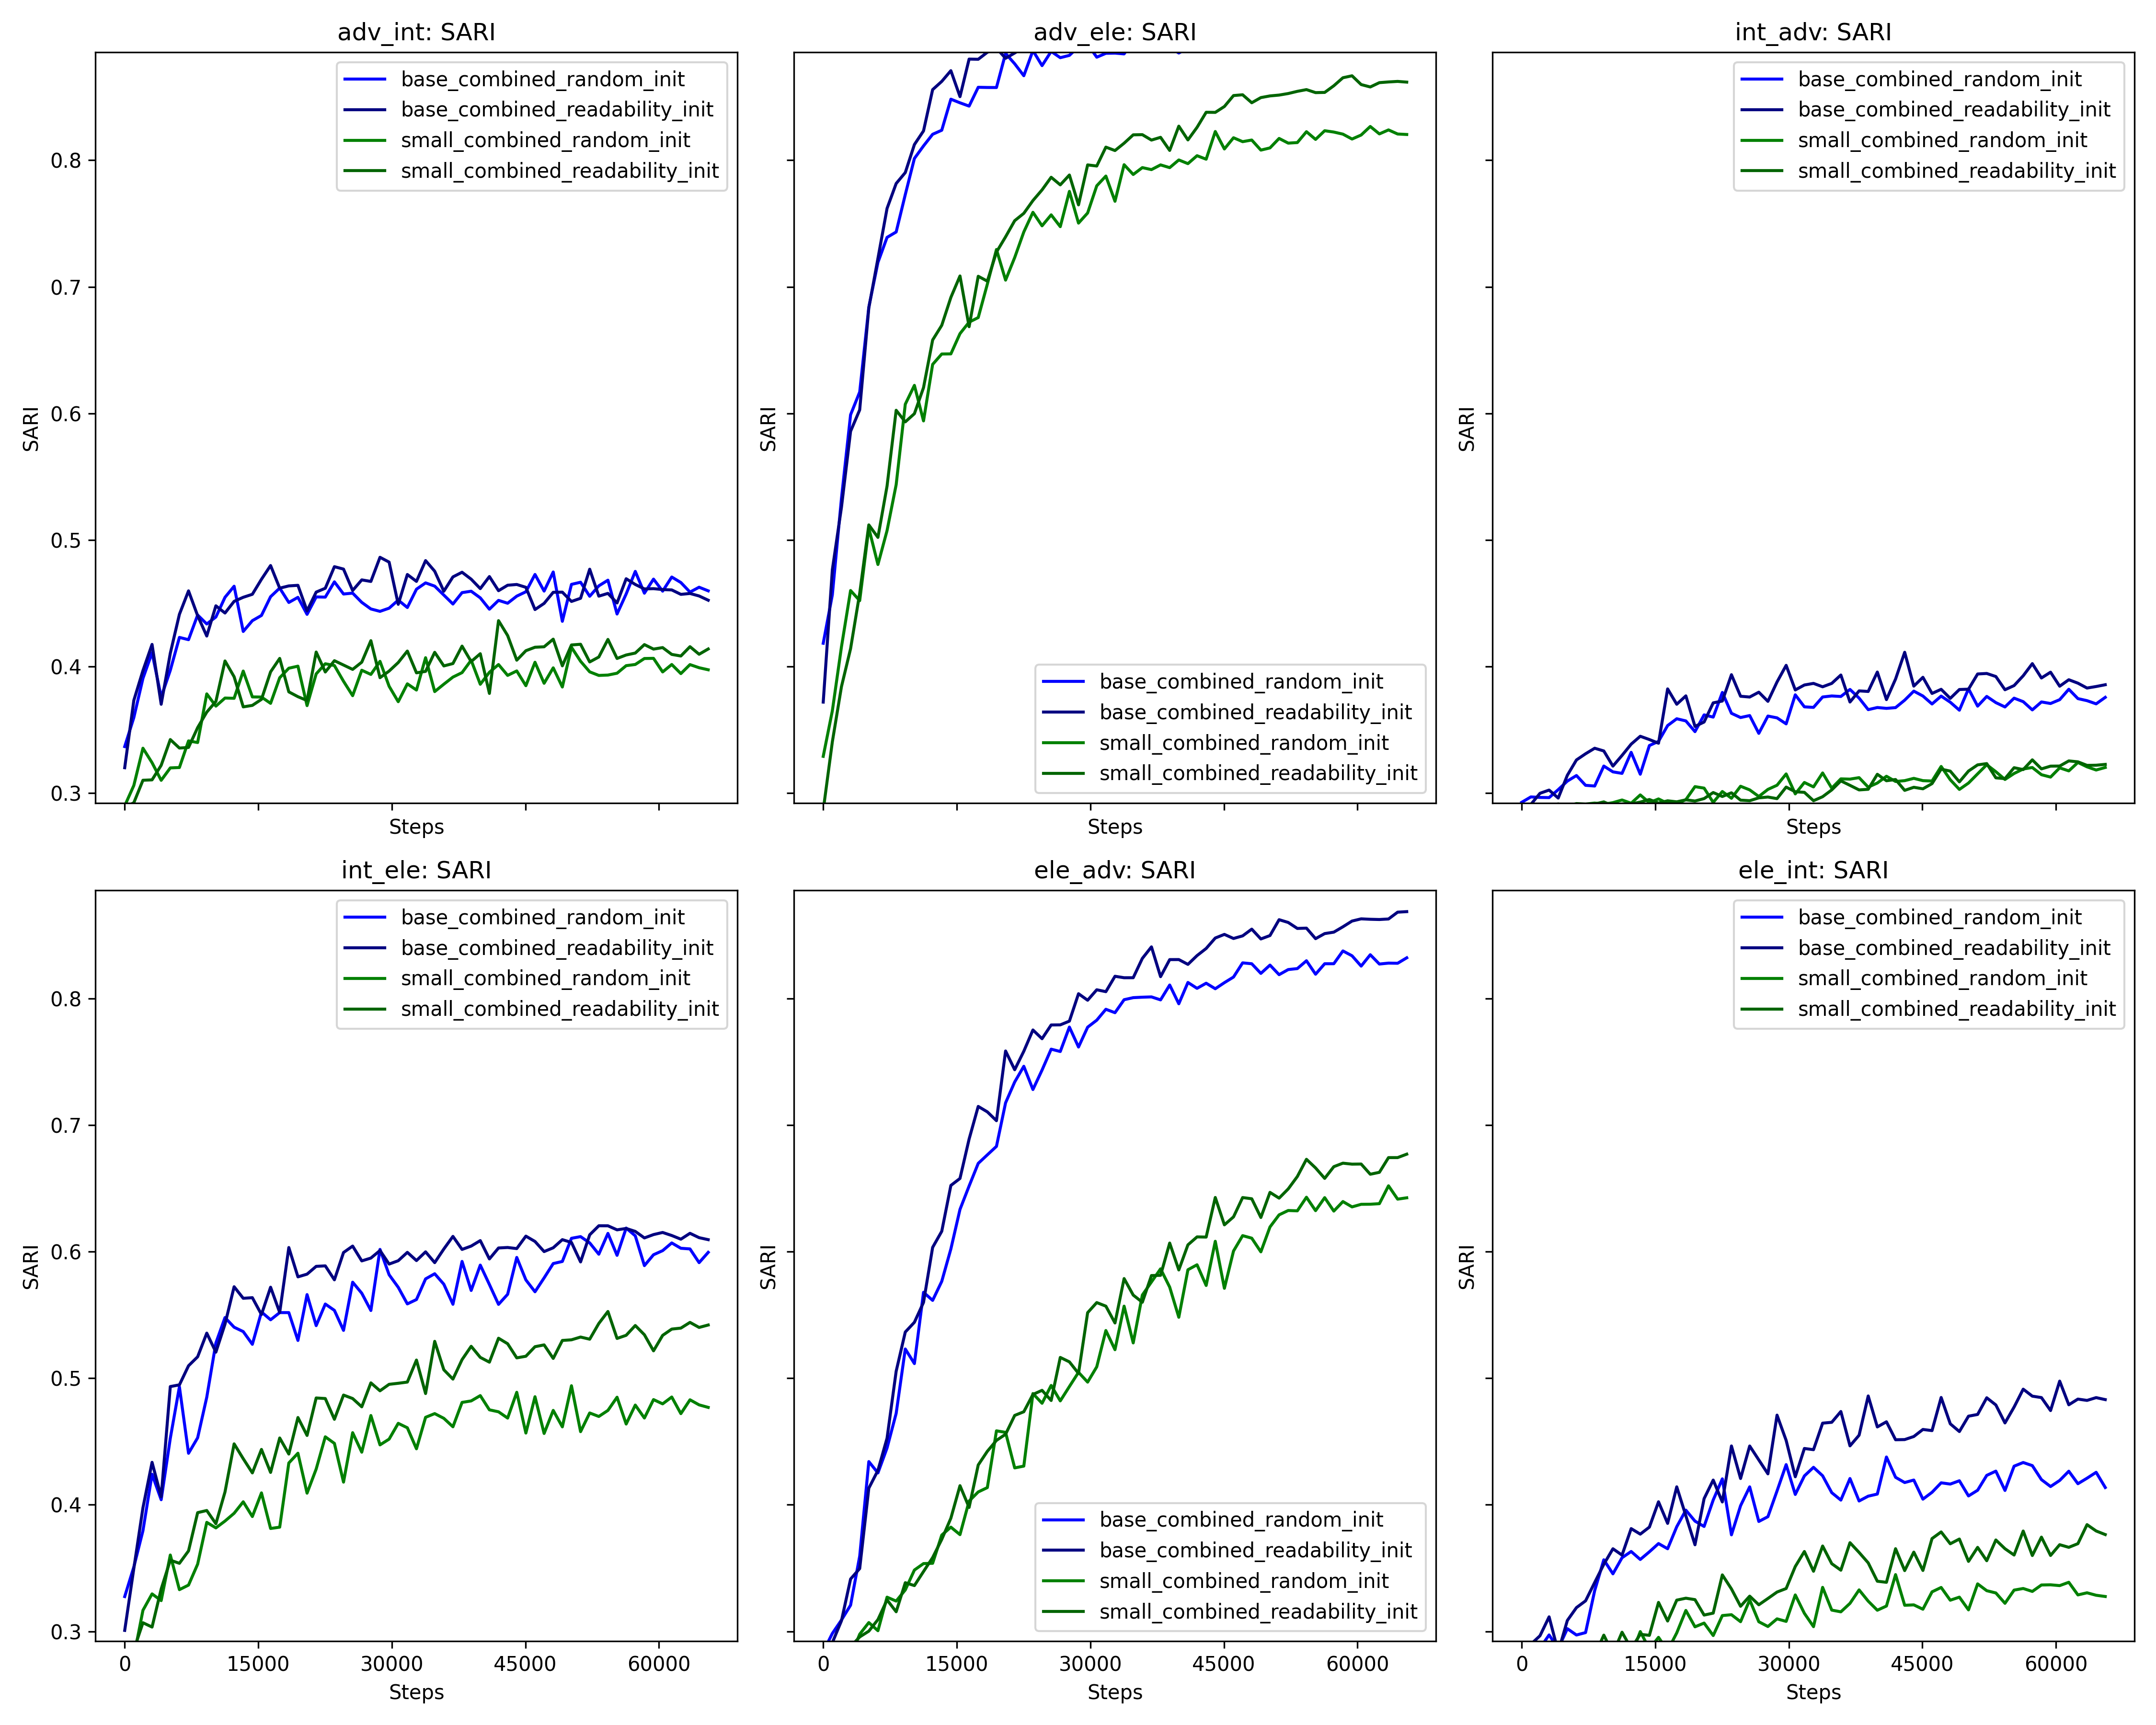 adv_int: SARI
base_combined_random_init
base_combined_readability_init
small_combined_random_init
small_combined_readability_init
0.8
0.7
0.6
0.5
0.4
0.3
SARI
Steps
adv_ele: SARI
SARI
base_combined_random_init
base_combined_readability_init
small_combined_random_init
small_combined_readability_init
Steps
int_adv: SARI
base_combined_random_init
base_combined_readability_init
small_combined_random_init
small_combined_readability_init
SARI
Steps
int_ele: SARI
base_combined_random_init
base_combined_readability_init
small_combined_random_init
small_combined_readability_init
0.8
0.7
0.6
0.5
0.4
0.3
SARI
0 15000 30000 45000 60000
Steps
ele_adv: SARI
SARI
base_combined_random_init
base_combined_readability_init
small_combined_random_init
small_combined_readability_init
0 15000 30000 45000 60000
Steps
ele_int: SARI
base_combined_random_init
base_combined_readability_init
small_combined_random_init
small_combined_readability_init
SARI
0 15000 30000 45000 60000
Steps